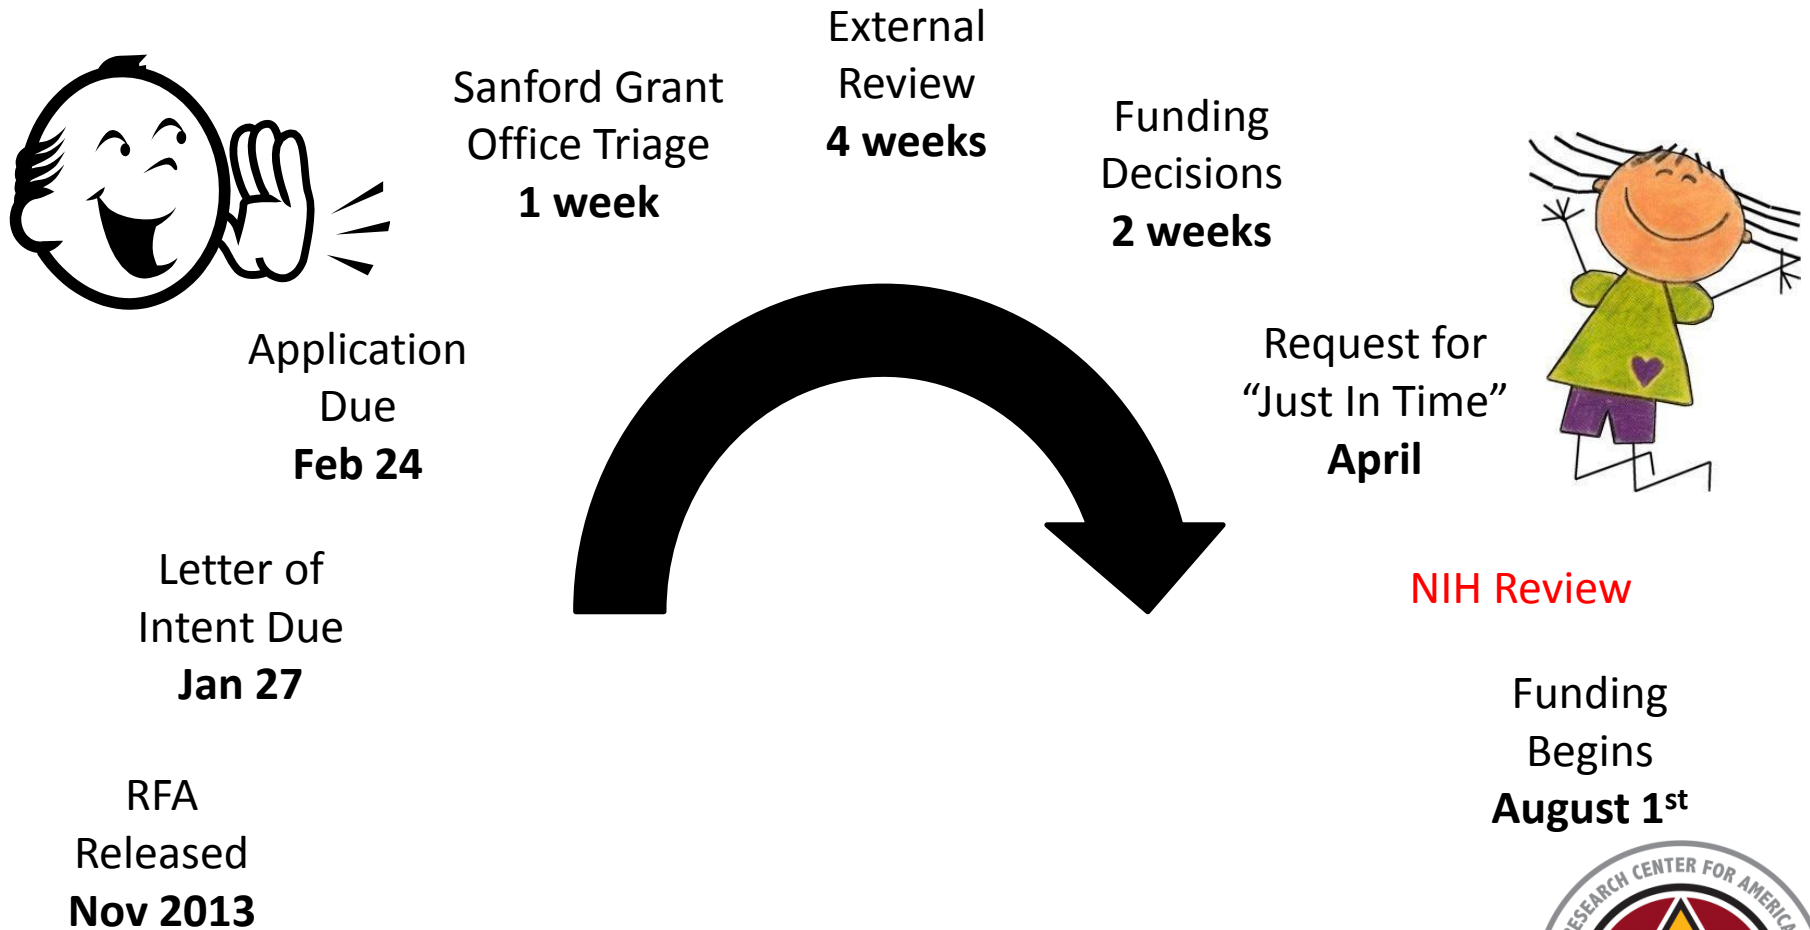 RFA
Released
Nov 2013
Letter of
Intent Due
Jan 27
Application
Due
Feb 24
Sanford Grant
Office Triage
1 week
External
Review
4 weeks
Funding
Decisions
2 weeks
Request for
“Just In Time”
April
NIH Review
Funding
Begins
August 1st
CENTER FOR